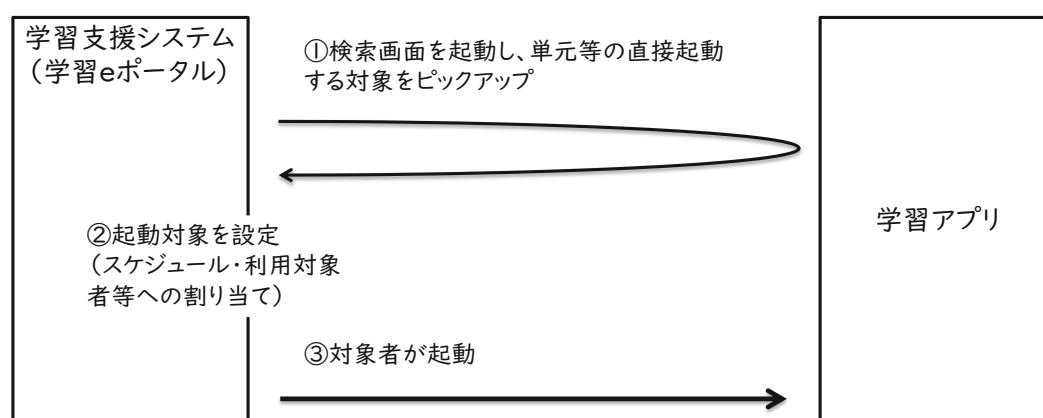 学習支援システム
（学習eポータル）
①検索画面を起動し、単元等の直接起動
する対象をピックアップ
②起動対象を設定
（スケジュール・利用対象
者等への割り当て）
学習アプリ
③対象者が起動